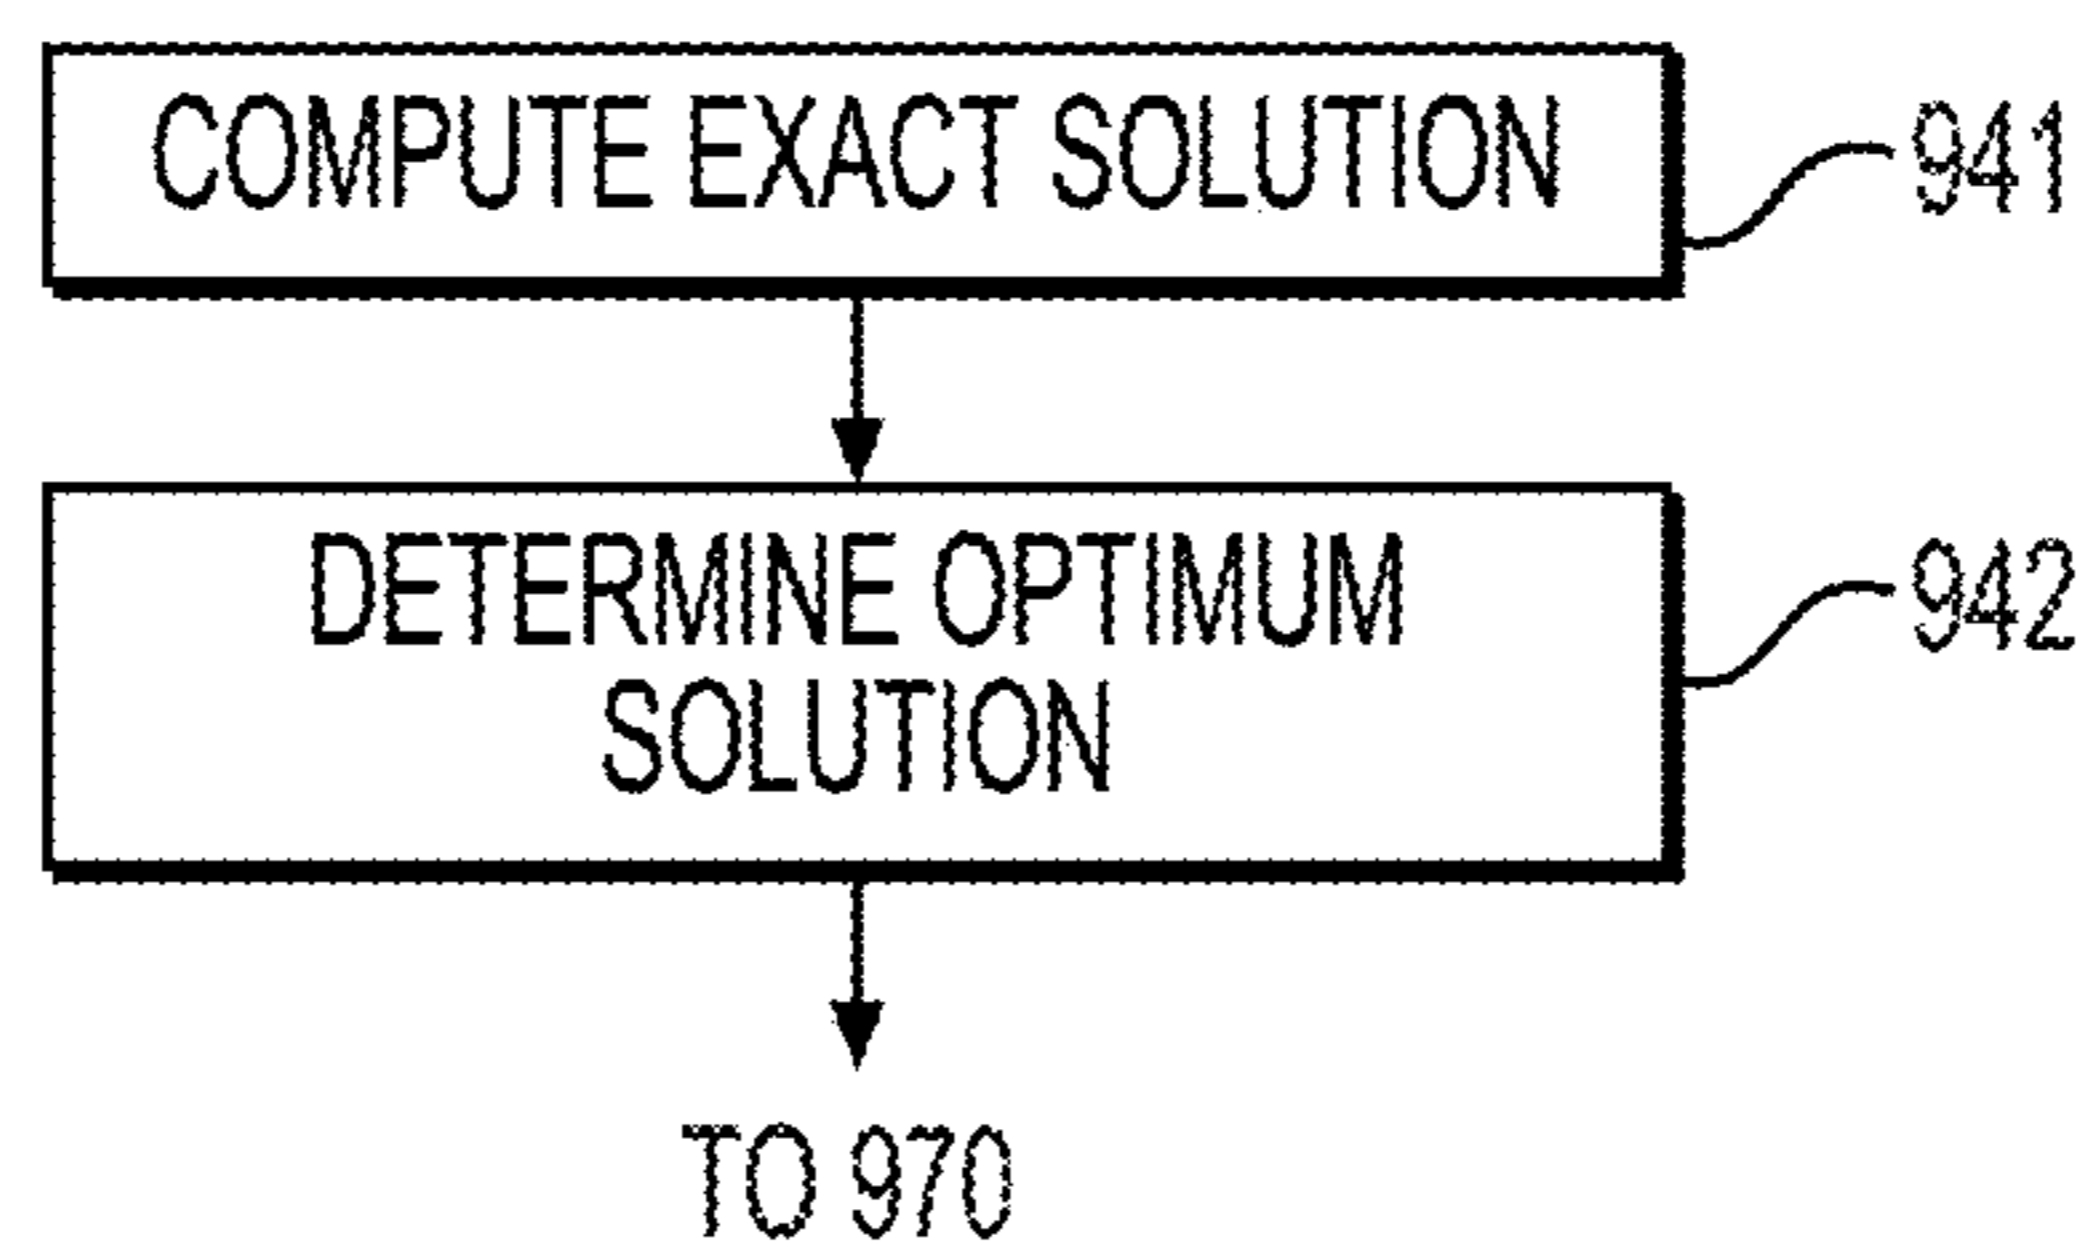 COMPUTE EXACT SOLUTION
941
DETERMINE OPTIMUM
SOLUTION
942
TO 970